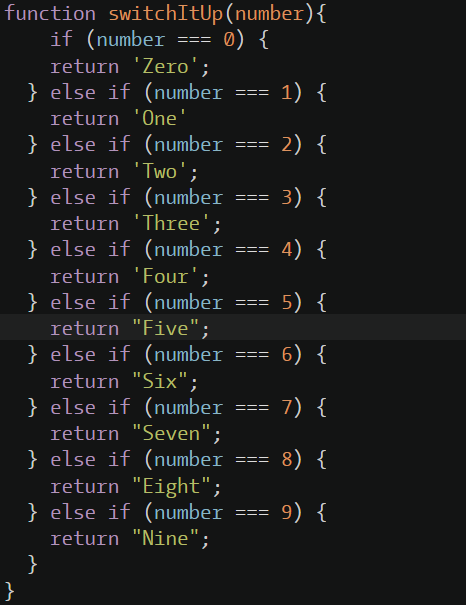 function switchItUp(number){
    if (number === 0) {
    return 'Zero';
  } else if (number === 1) {
    return 'One'
  } else if (number === 2) {
    return 'Two';
  } else if (number === 3) {
    return 'Three';
  } else if (number === 4) {
    return 'Four';
  } else if (number === 5) {
    return "Five";
  } else if (number === 6) {
    return "Six";
  } else if (number === 7) {
    return "Seven";
  } else if (number === 8) {
    return "Eight";
  } else if (number === 9) {
    return "Nine";
  }
}